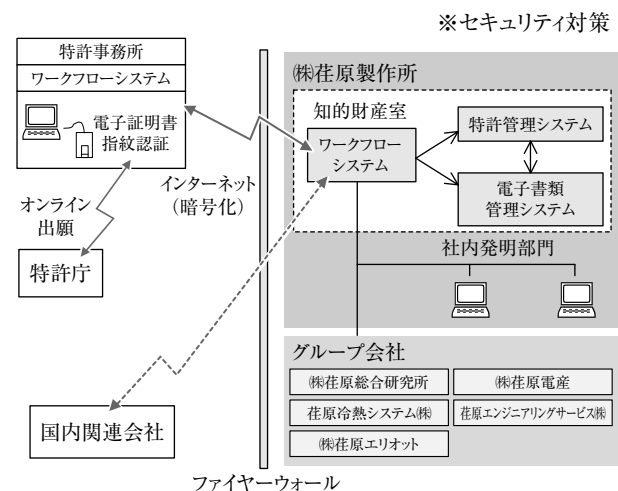 ※セキュリティ対策
特許事務所
ワークフローシステム
電子証明書
指紋認証
オンライン
出願
特許庁
インターネット
（暗号化）
国内関連会社
ファイヤーウォール
㈱荏原製作所
知的財産室
ワークフロー
システム
特許管理システム
電子書類
管理システム
社内発明部門
グループ会社
㈱荏原総合研究所
㈱荏原電産
荏原冷熱システム㈱
荏原エンジニアリングサービス㈱
㈱荏原エリオット